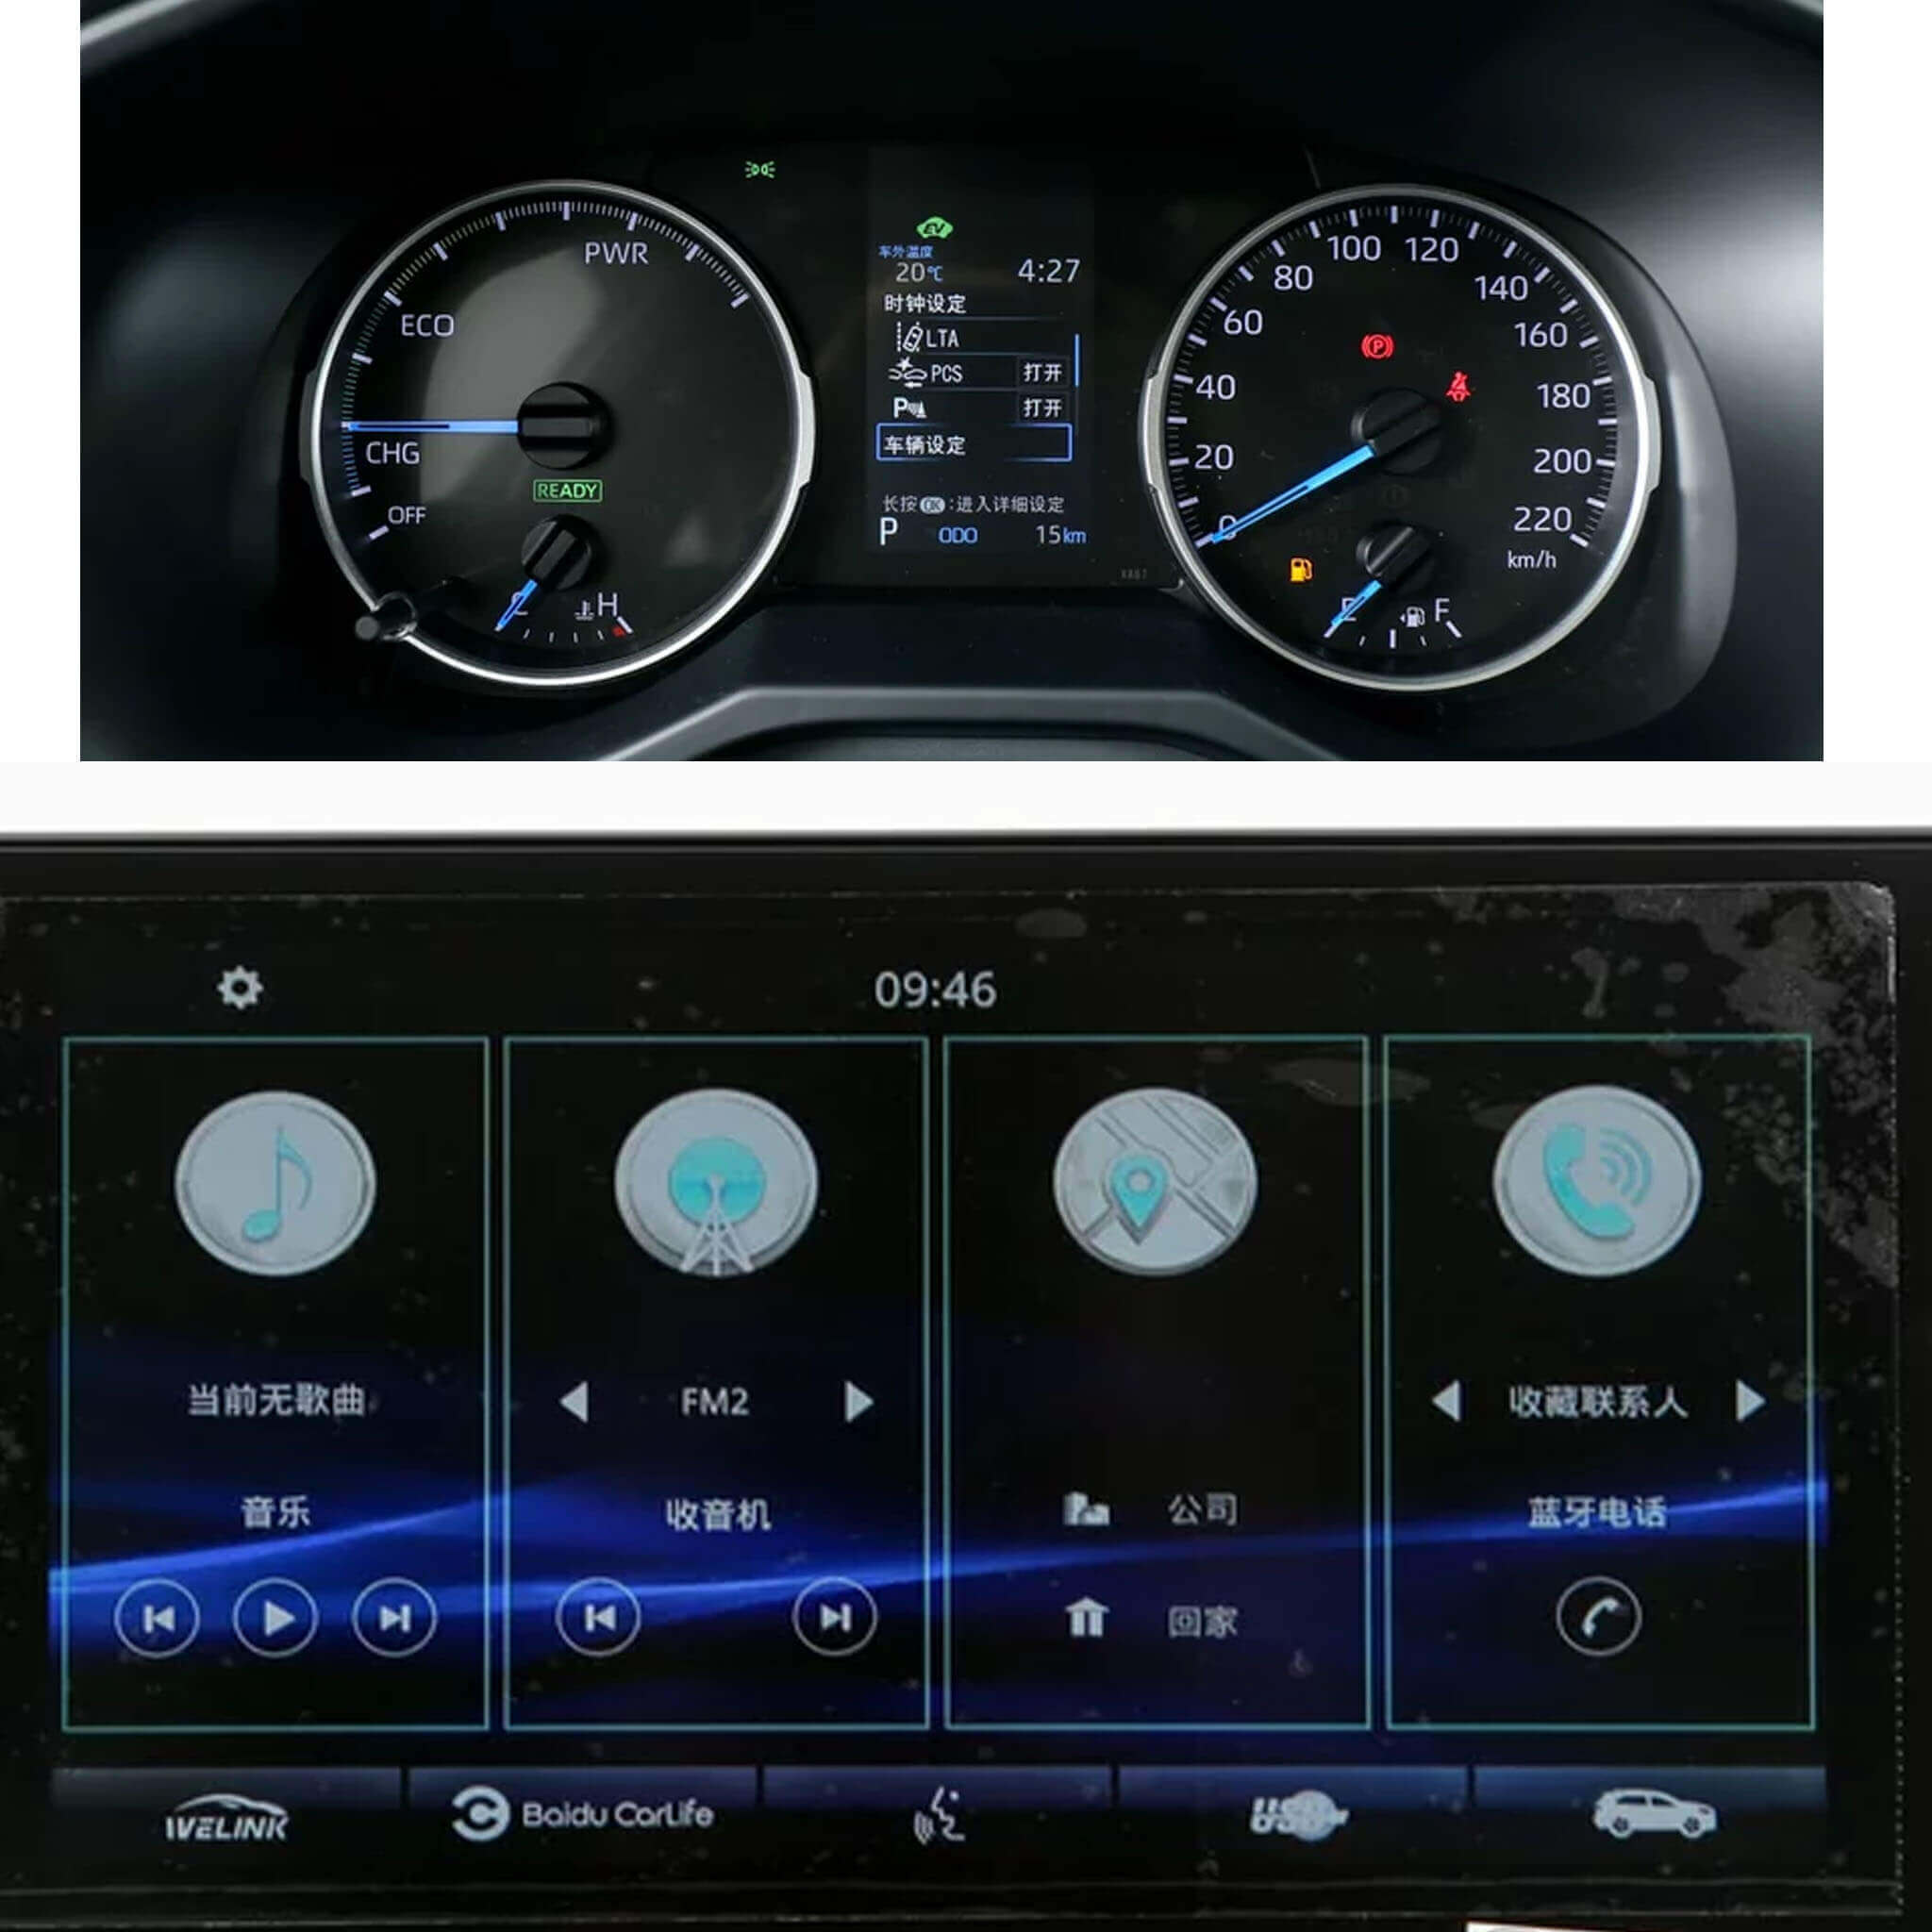 PWR
ECO
CHG
OFF
READY
C H
EV
车外温度
20℃ 4:27
时钟设定
LTA
PCS 打开
P 打开
车辆设定
长按OK:进入详细设定
P ODO 15km
0
20
40
60
80
100
120
140
160
180
200
220
km/h
P
E F
09:46
当前无歌曲
音乐
FM2
收音机
公司
回家
收藏联系人
蓝牙电话
WELINK
Baidu CarLife
USB